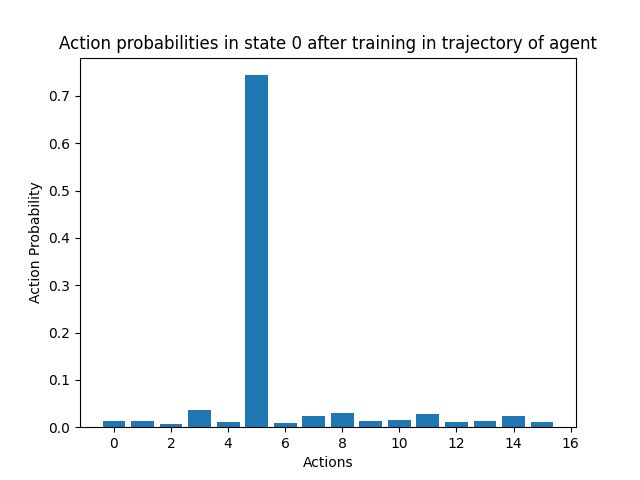 Action probabilities in state 0 after training in trajectory of agent
0.7
0.6
0.5
0.4
0.3
0.2
0.1
0.0
Action Probability
0 2 4 6 8 10 12 14 16
Actions